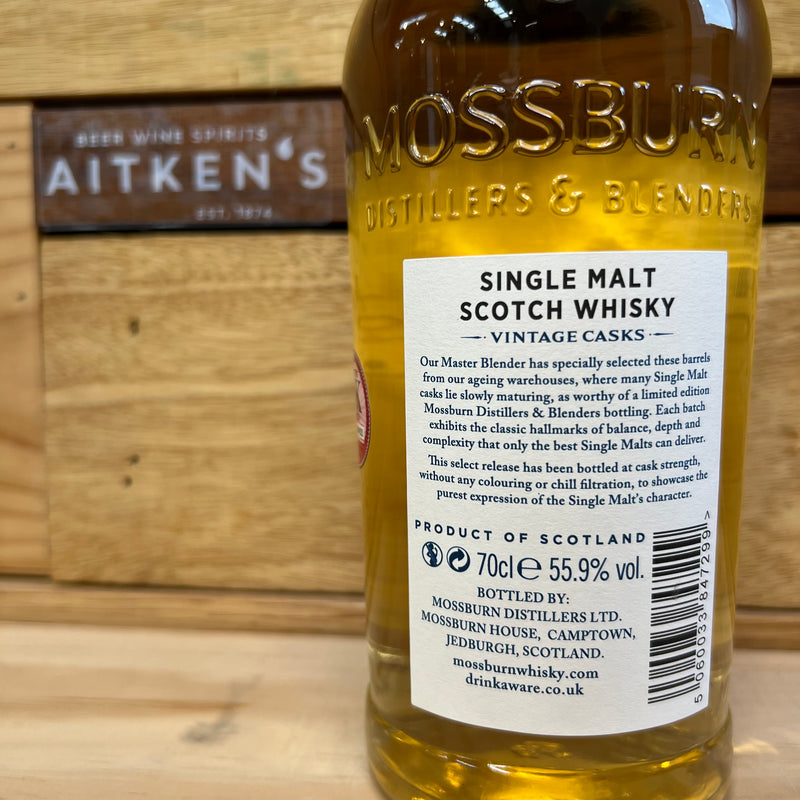 BEER WINE SPIRITS
AITKEN'S
EST. 1874
MOSSBURN
DISTILLERS & BLENDERS
SINGLE MALT
SCOTCH WHISKY
VINTAGE CASKS
Our Master Blender has specially selected these barrels
from our ageing warehouses, where many Single Malt
casks lie slowly maturing, as worthy of a limited edition
Mossburn Distillers & Blenders bottling. Each batch
exhibits the classic hallmarks of balance, depth and
complexity that only the best Single Malts can deliver.
This select release has been bottled at cask strength,
without any colouring or chill filtration, to showcase the
purest expression of the Single Malt's character.
PRODUCT OF SCOTLAND
70cl e 55.9% vol.
BOTTLED BY:
MOSSBURN DISTILLERS LTD.
MOSSBURN HOUSE, CAMPTOWN,
JEDBURGH, SCOTLAND.
mossburnwhisky.com
drinkaware.co.uk
5 060033 847299 >